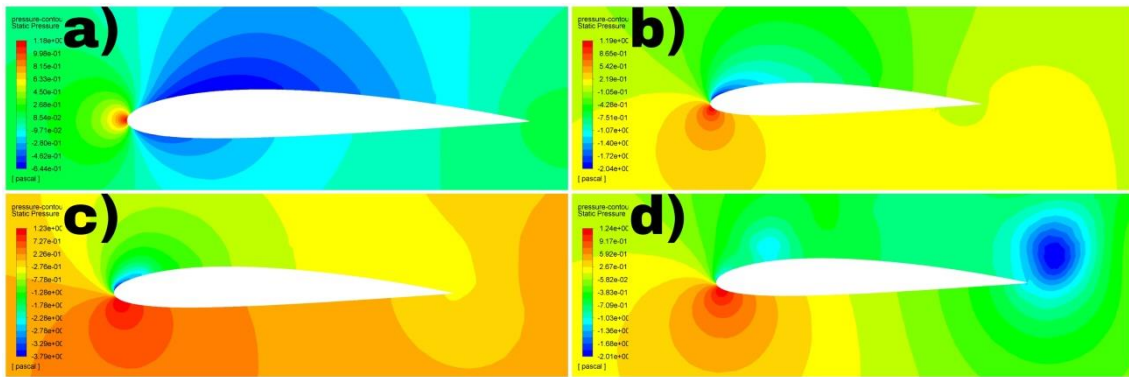 a)
pressure-contou
Static Pressure
1.18e+00
9.98e-01
8.15e-01
6.33e-01
4.50e-01
2.68e-01
8.54e-02
-9.71e-02
-2.80e-01
-4.62e-01
-6.44e-01
[ pascal ]
b)
pressure-contou
Static Pressure
1.19e+00
8.65e-01
5.42e-01
2.19e-01
-1.05e-01
-4.28e-01
-7.51e-01
-1.07e+00
-1.40e+00
-1.72e+00
-2.04e+00
[ pascal ]
c)
pressure-contou
Static Pressure
1.23e+00
7.27e-01
2.26e-01
-2.76e-01
-7.78e-01
-1.28e+00
-1.78e+00
-2.28e+00
-2.78e+00
-3.29e+00
-3.79e+00
[ pascal ]
d)
pressure-contou
Static Pressure
1.24e+00
9.17e-01
5.92e-01
2.67e-01
-5.82e-02
-3.83e-01
-7.09e-01
-1.03e+00
-1.36e+00
-1.68e+00
-2.01e+00
[ pascal ]